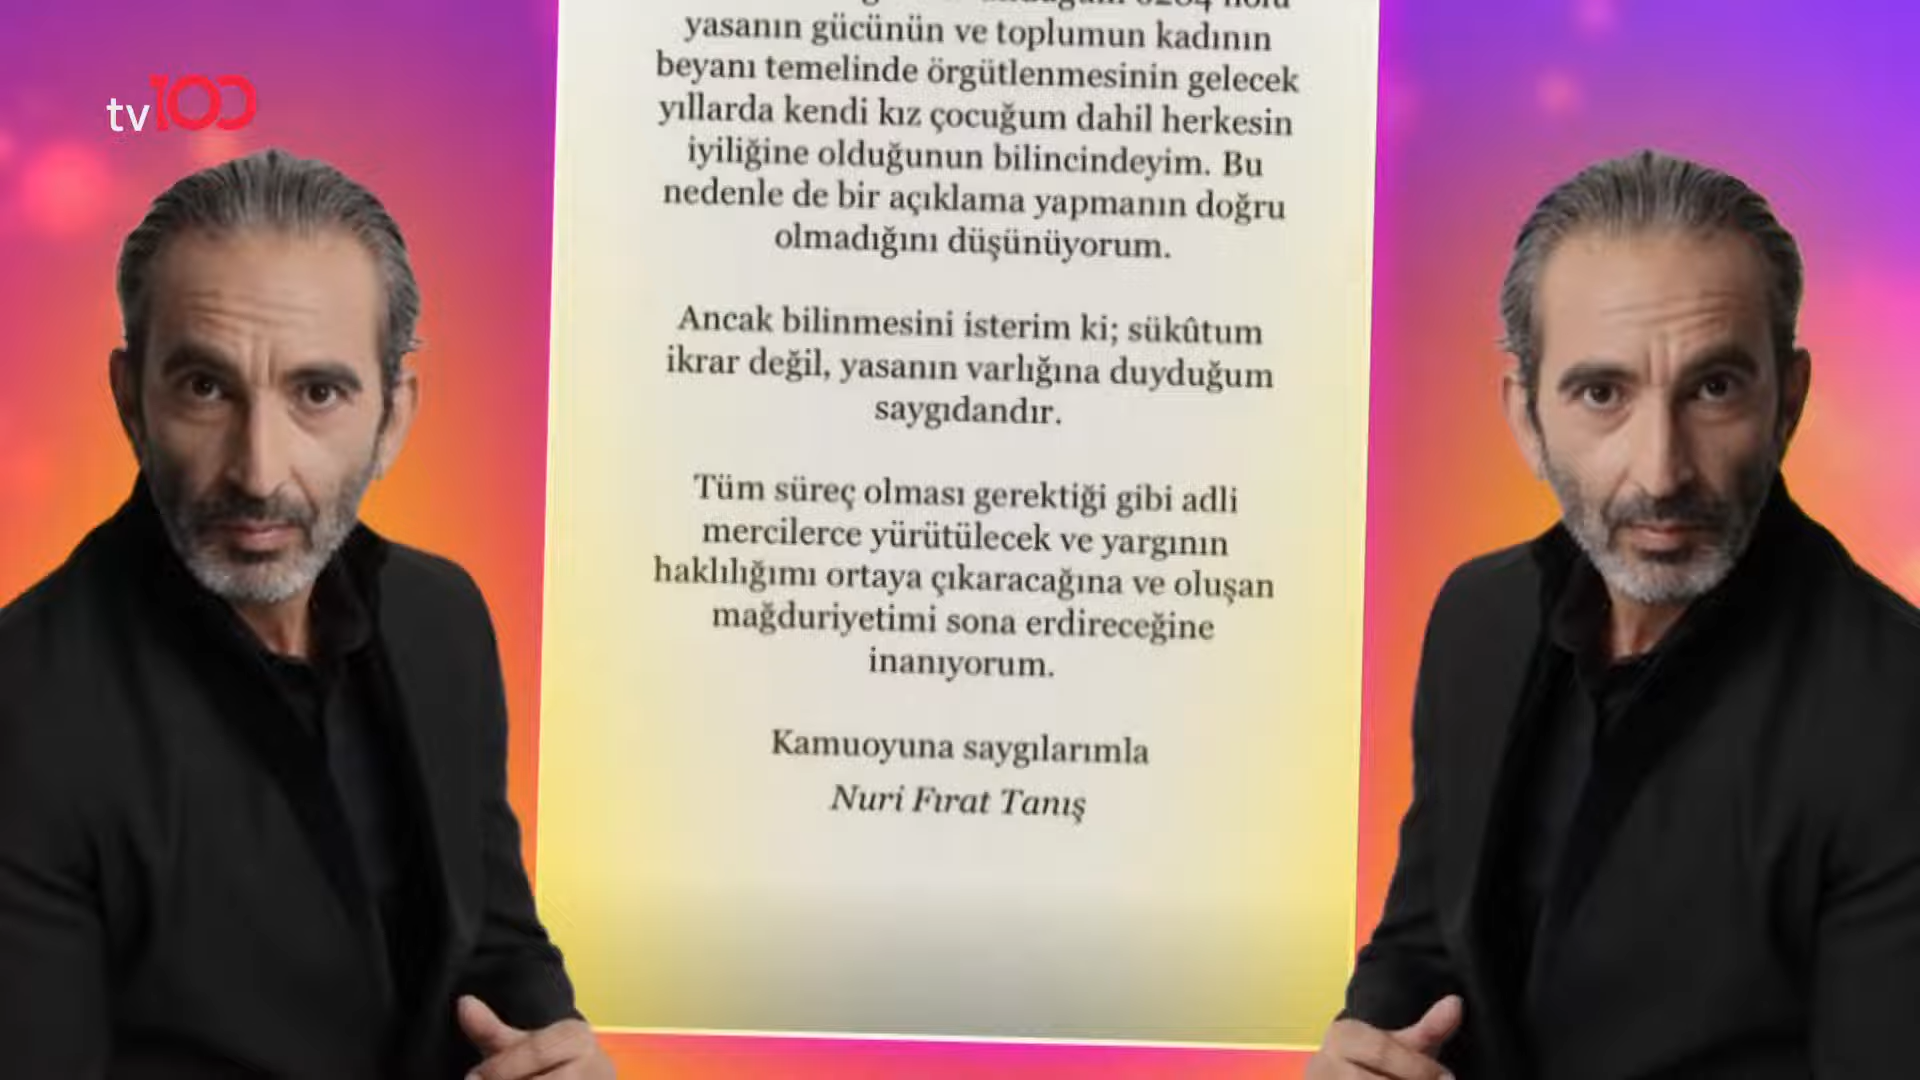 tv100
yasanın gücünün ve toplumun kadının
beyanı temelinde örgütlenmesinin gelecek
yıllarda kendi kız çocuğum dahil herkesin
iyiliğine olduğunun bilincindeyim. Bu
nedenle de bir açıklama yapmanın doğru
olmadığını düşünüyorum.
Ancak bilinmesini isterim ki; sükûtum
ikrar değil, yasanın varlığına duyduğum
saygıdandır.
Tüm süreç olması gerektiği gibi adli
mercilerce yürütülecek ve yargının
haklılığımı ortaya çıkaracağına ve oluşan
mağduriyetimi sona erdireceğine
inanıyorum.
Kamuoyuna saygılarımla
Nuri Fırat Tanış